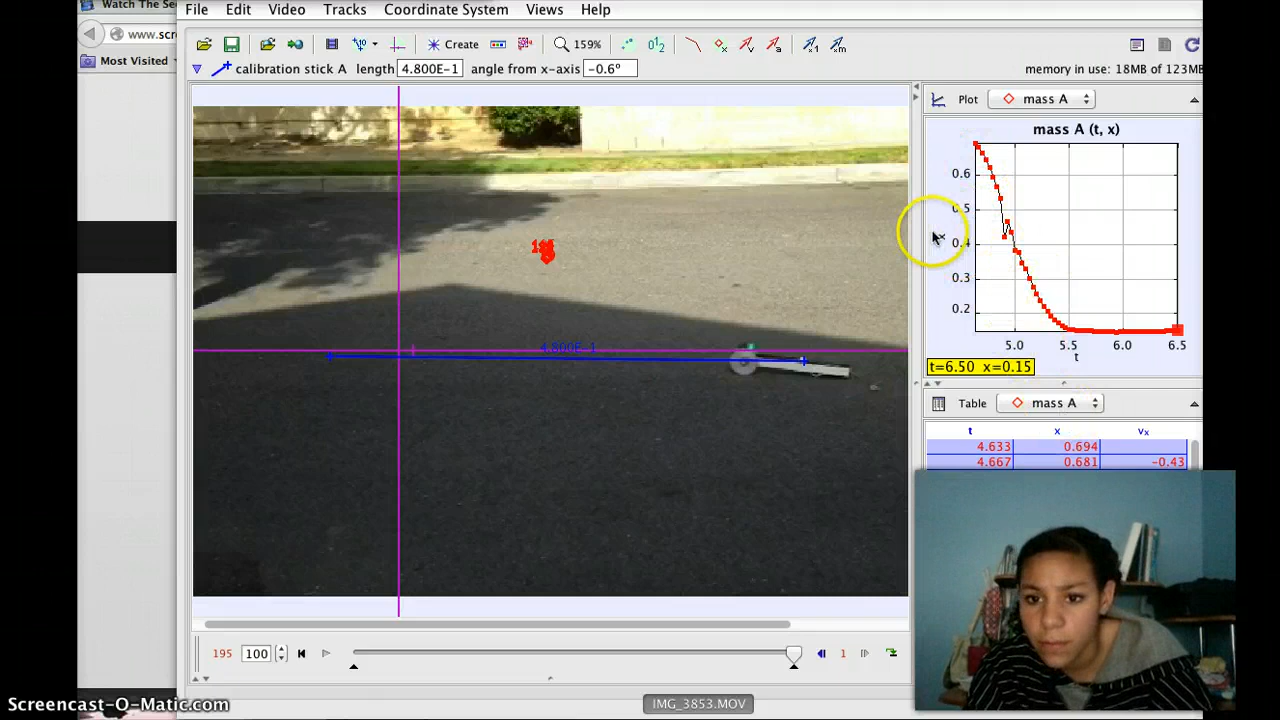 Watch The Se
File Edit Video Tracks Coordinate System Views Help
www.scr
Create 159%
Most Visited
calibration stick A length 4.800E-1 angle from x-axis -0.6° memory in use: 18MB of 123MB
Plot mass A
mass A (t, x)
0.6
0.5
0.4
0.3
0.2
5.0 5.5 6.0 6.5
t
t=6.50 x=0.15
4.800E-1
Table mass A
t x vx
4.633 0.694
4.667 0.681 -0.43
195 100 1
IMG_3853.MOV
Screencast-O-Matic.com